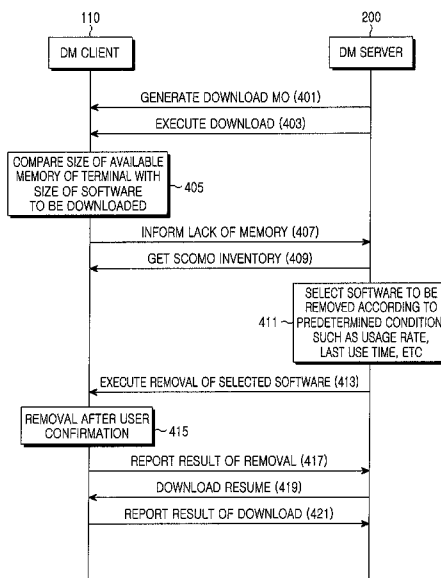 110
200
DM CLIENT
DM SERVER
GENERATE DOWNLOAD MO (401)
EXECUTE DOWNLOAD (403)
COMPARE SIZE OF AVAILABLE
MEMORY OF TERMINAL WITH
SIZE OF SOFTWARE
TO BE DOWNLOADED
405
INFORM LACK OF MEMORY (407)
GET SCOMO INVENTORY (409)
SELECT SOFTWARE TO BE
REMOVED ACCORDING TO
PREDETERMINED CONDITION
SUCH AS USAGE RATE,
LAST USE TIME, ETC
411
EXECUTE REMOVAL OF SELECTED SOFTWARE (413)
REMOVAL AFTER USER
CONFIRMATION
415
REPORT RESULT OF REMOVAL (417)
DOWNLOAD RESUME (419)
REPORT RESULT OF DOWNLOAD (421)